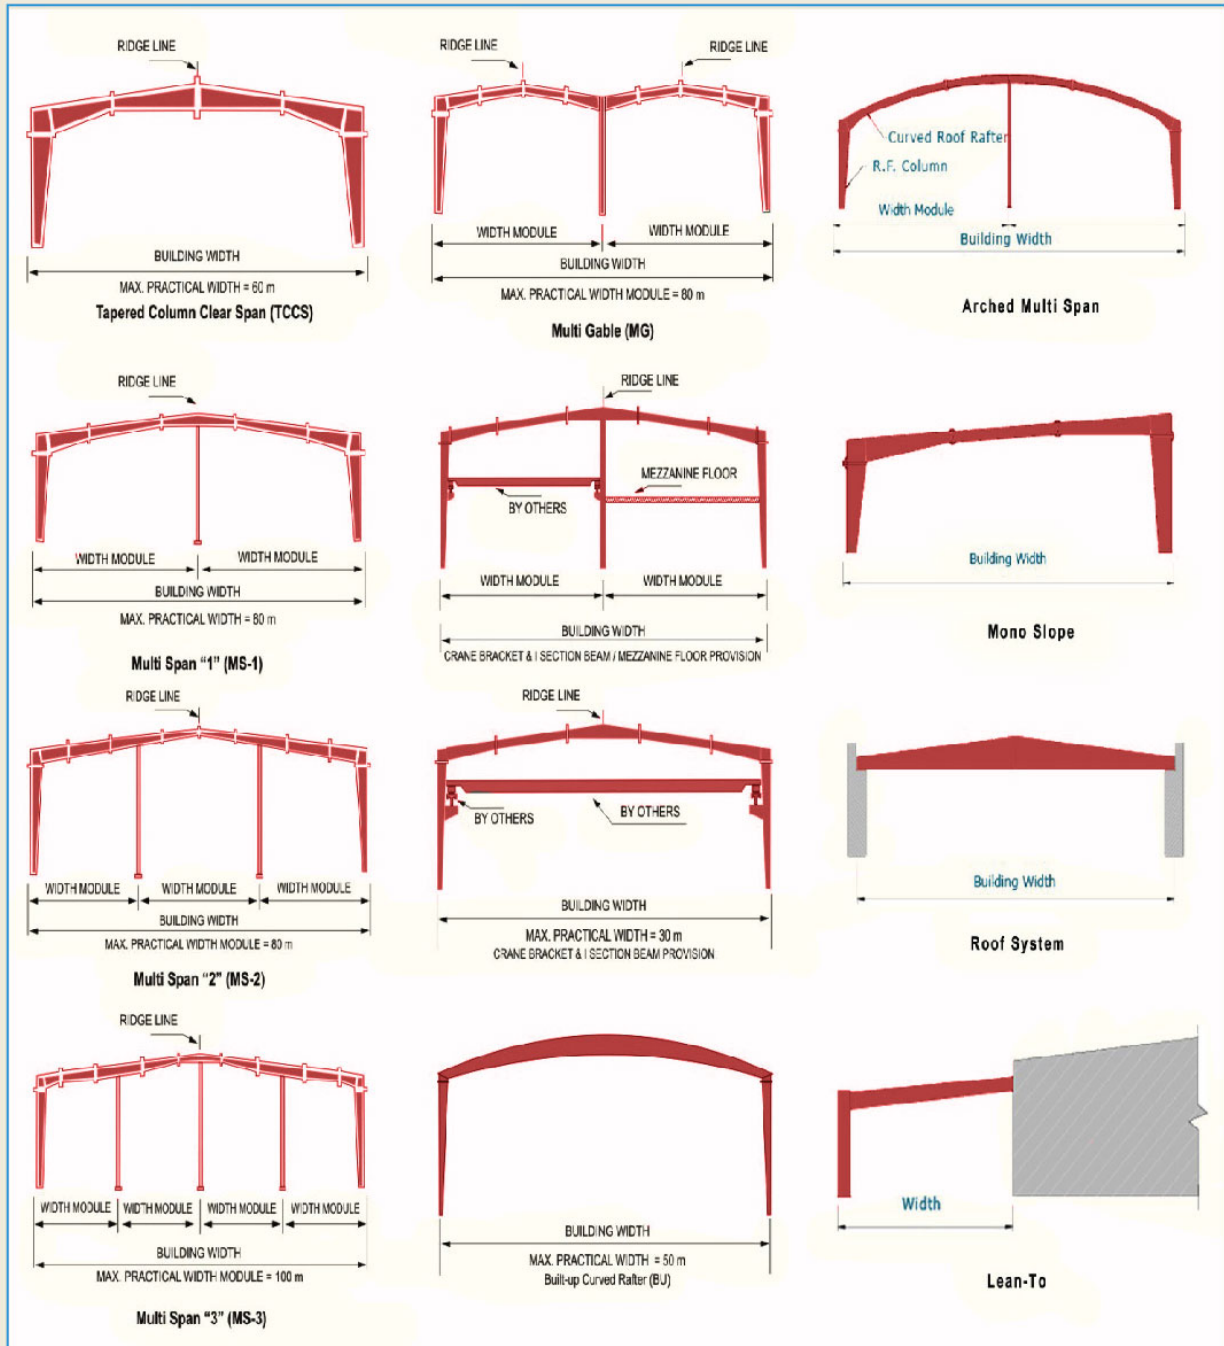 RIDGE LINE
BUILDING WIDTH
MAX. PRACTICAL WIDTH = 60 m
Tapered Column Clear Span (TCCS)
RIDGE LINE
RIDGE LINE
WIDTH MODULE
WIDTH MODULE
BUILDING WIDTH
MAX. PRACTICAL WIDTH MODULE = 80 m
Multi Gable (MG)
Curved Roof Rafter
R.F. Column
Width Module
Building Width
Arched Multi Span
RIDGE LINE
WIDTH MODULE
WIDTH MODULE
BUILDING WIDTH
MAX. PRACTICAL WIDTH = 80 m
Multi Span "1" (MS-1)
RIDGE LINE
MEZZANINE FLOOR
BY OTHERS
WIDTH MODULE
WIDTH MODULE
BUILDING WIDTH
CRANE BRACKET & I SECTION BEAM / MEZZANINE FLOOR PROVISION
Building Width
Mono Slope
RIDGE LINE
WIDTH MODULE
WIDTH MODULE
WIDTH MODULE
BUILDING WIDTH
MAX. PRACTICAL WIDTH MODULE = 80 m
Multi Span "2" (MS-2)
RIDGE LINE
BY OTHERS
BY OTHERS
BUILDING WIDTH
MAX. PRACTICAL WIDTH = 30 m
CRANE BRACKET & I SECTION BEAM PROVISION
Building Width
Roof System
RIDGE LINE
WIDTH MODULE
WIDTH MODULE
WIDTH MODULE
WIDTH MODULE
BUILDING WIDTH
MAX. PRACTICAL WIDTH MODULE = 100 m
Multi Span "3" (MS-3)
BUILDING WIDTH
MAX. PRACTICAL WIDTH = 50 m
Built-up Curved Rafter (BU)
Width
Lean-To